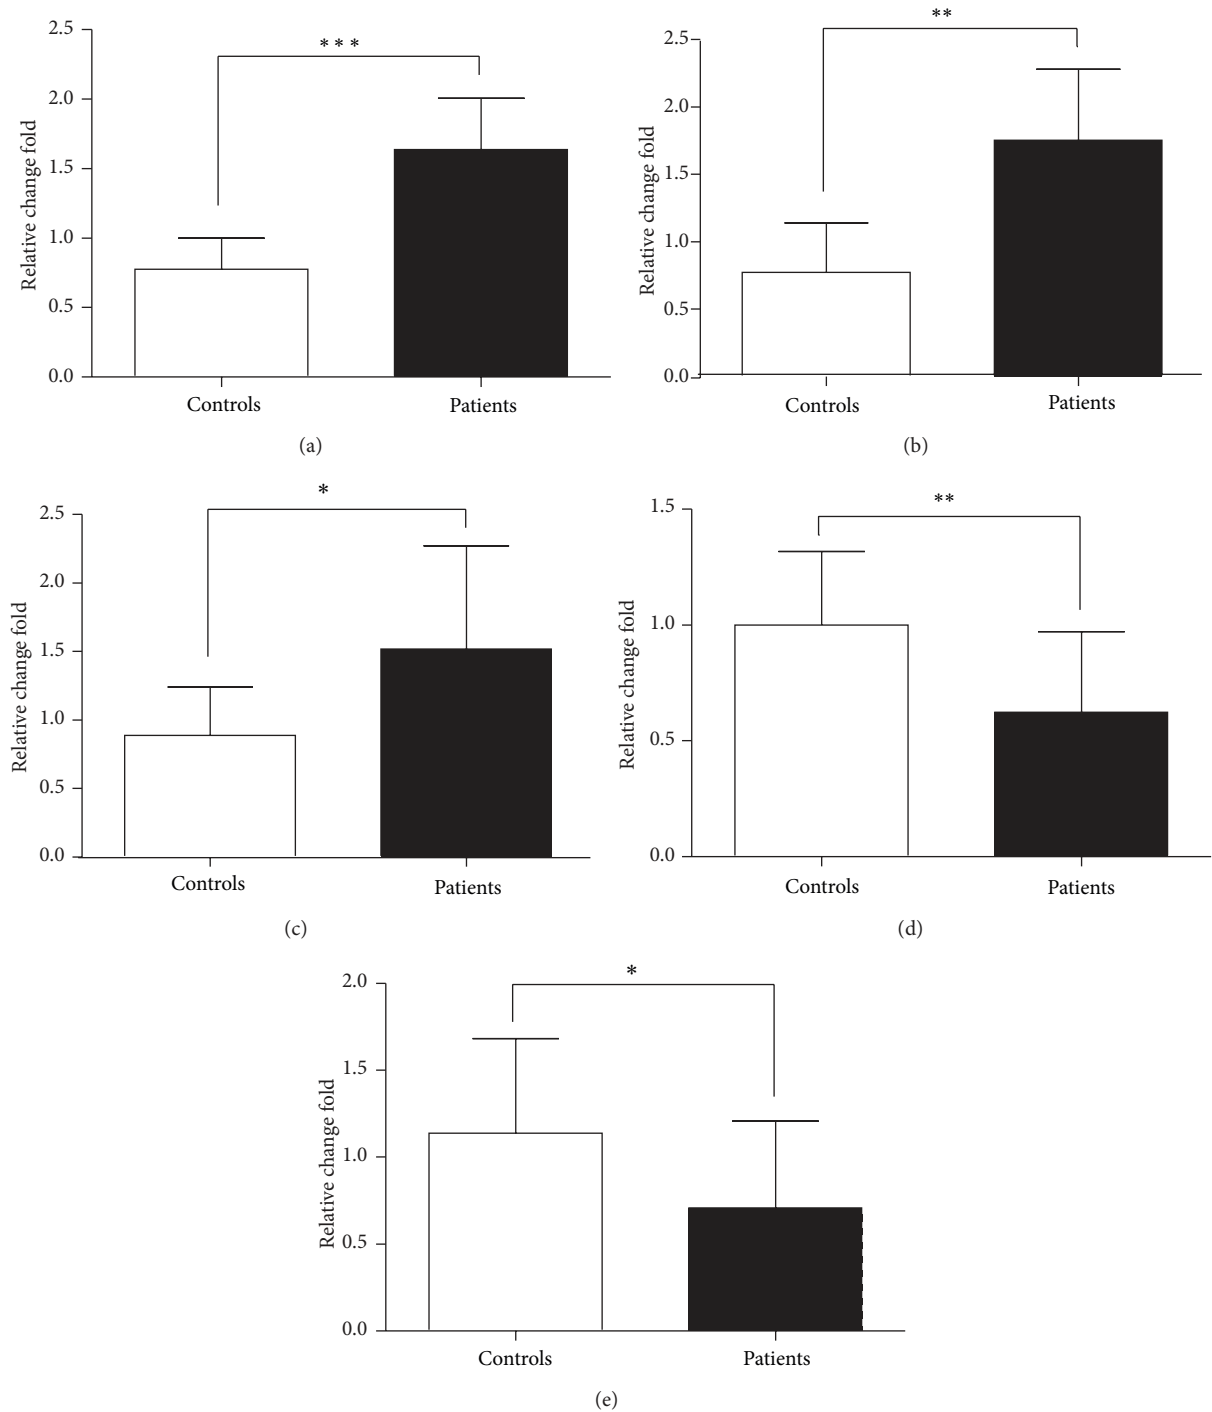 Relative change fold
2.5
2.0
1.5
1.0
0.5
0.0
***
Controls
Patients
(a)
Relative change fold
2.5
2.0
1.5
1.0
0.5
0.0
**
Controls
Patients
(b)
Relative change fold
2.5
2.0
1.5
1.0
0.5
0.0
*
Controls
Patients
(c)
Relative change fold
1.5
1.0
0.5
0.0
**
Controls
Patients
(d)
Relative change fold
2.0
1.5
1.0
0.5
0.0
*
Controls
Patients
(e)